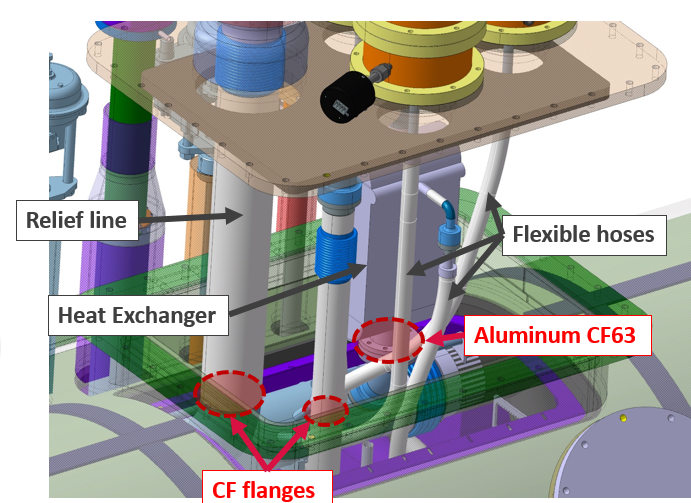 Relief line
Flexible hoses
Heat Exchanger
Aluminum CF63
CF flanges